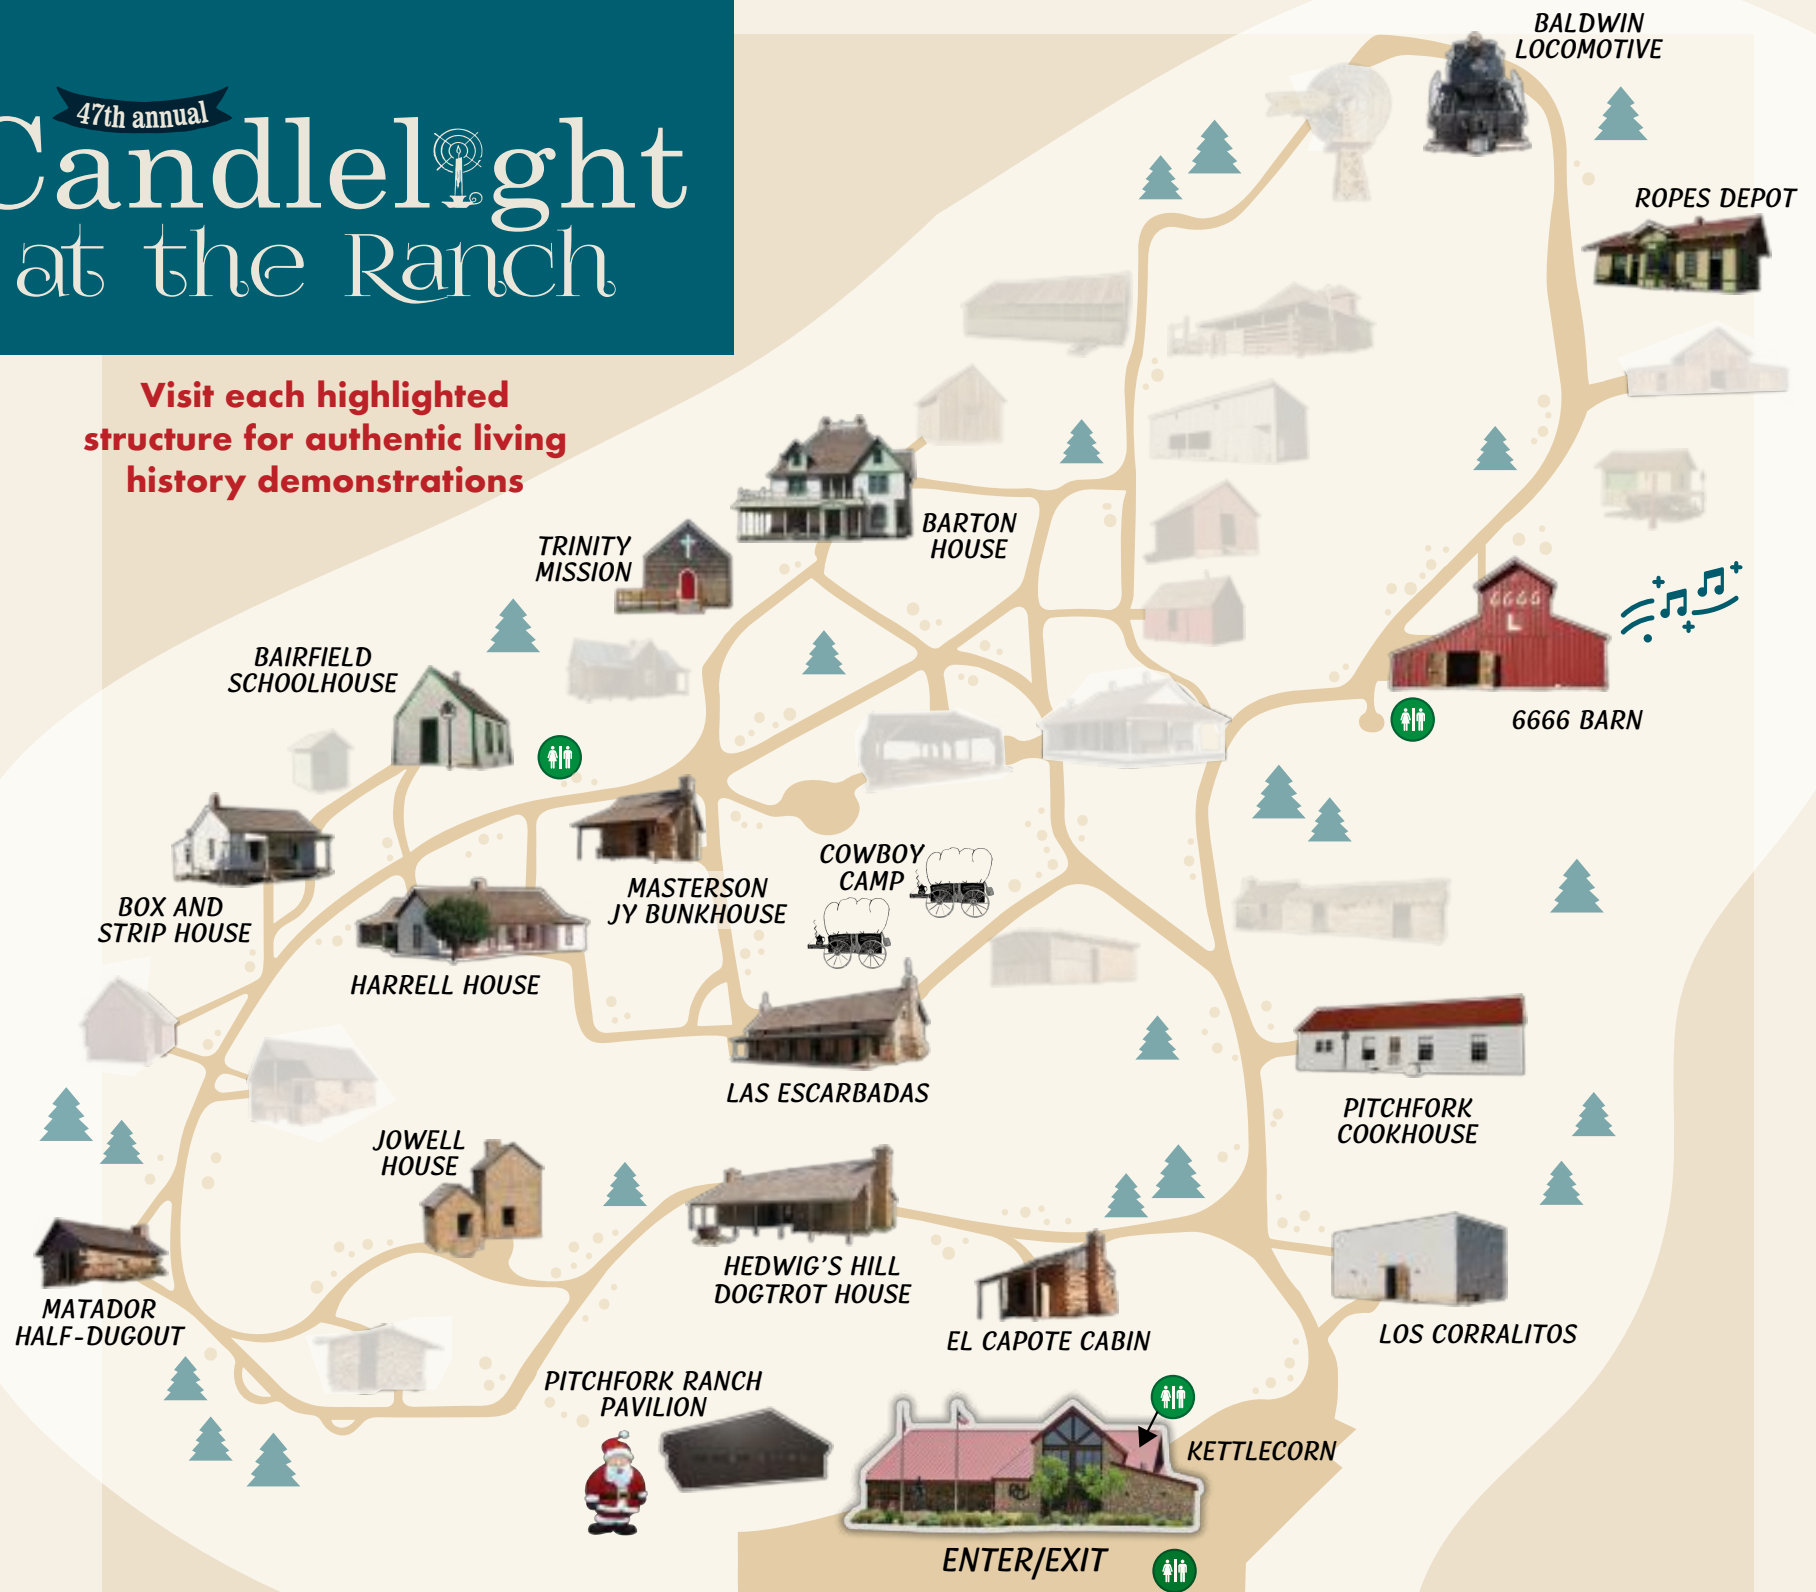 47th annual
Candlelight
at the Ranch
Visit each highlighted
structure for authentic living
history demonstrations
BALDWIN
LOCOMOTIVE
ROPES DEPOT
BARTON
HOUSE
TRINITY
MISSION
6666
L
6666 BARN
BAIRFIELD
SCHOOLHOUSE
BOX AND
STRIP HOUSE
HARRELL HOUSE
MASTERSON
JY BUNKHOUSE
COWBOY
CAMP
LAS ESCARBADAS
PITCHFORK
COOKHOUSE
JOWELL
HOUSE
MATADOR
HALF-DUGOUT
HEDWIG'S HILL
DOGTROT HOUSE
EL CAPOTE CABIN
LOS CORRALITOS
PITCHFORK RANCH
PAVILION
KETTLECORN
ENTER/EXIT